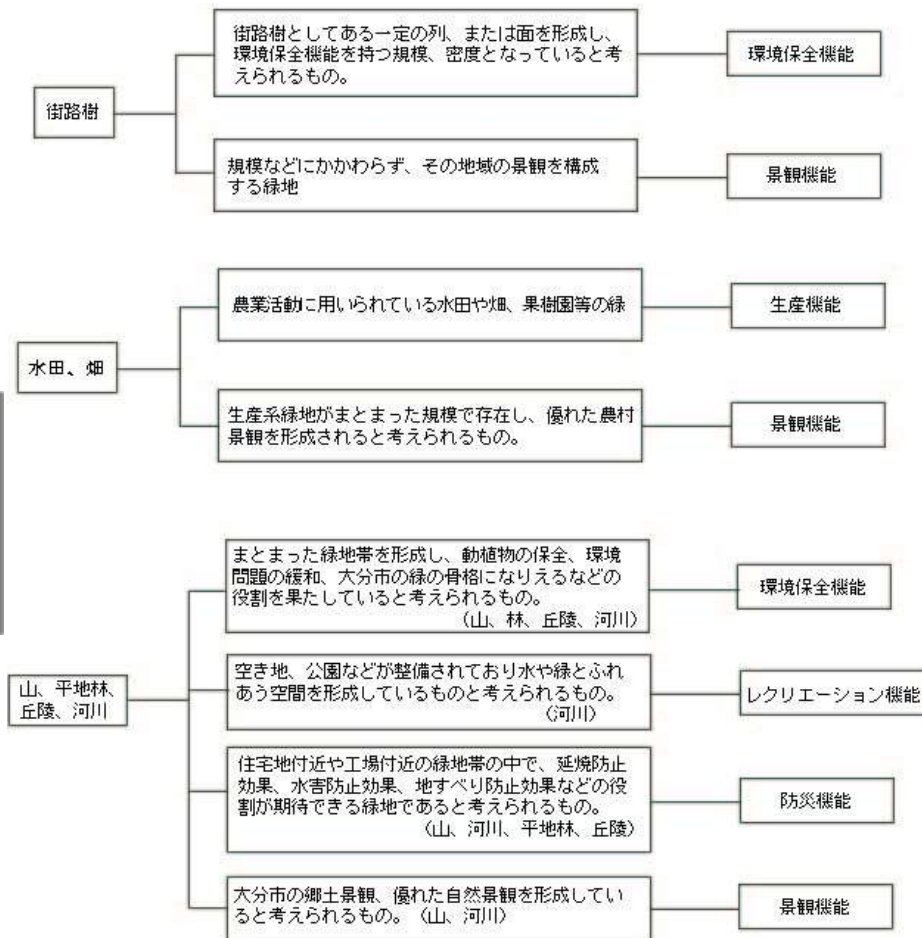 街路樹
街路樹としてある一定の列、または面を形成し、
環境保全機能を持つ規模、密度となっていると考
えられるもの。
環境保全機能
規模などにかかわらず、その地域の景観を構成
する緑地
景観機能
水田、畑
農業活動に用いられている水田や畑、果樹園等の緑
生産機能
生産系緑地がまとまった規模で存在し、優れた農村
景観を形成されると考えられるもの。
景観機能
山、平地林、
丘陵、河川
まとまった緑地帯を形成し、動植物の保全、環境
問題の緩和、大分市の緑の骨格になりえるなどの
役割を果たしていると考えられるもの。
(山、林、丘陵、河川)
環境保全機能
空き地、公園などが整備されており水や緑とふれ
あう空間を形成しているものと考えられるもの。
(河川)
レクリエーション機能
住宅地付近や工場付近の緑地帯の中で、延焼防止
効果、水害防止効果、地すべり防止効果などの役
割が期待できる緑地であると考えられるもの。
(山、河川、平地林、丘陵)
防災機能
大分市の郷土景観、優れた自然景観を形成してい
ると考えられるもの。(山、河川)
景観機能